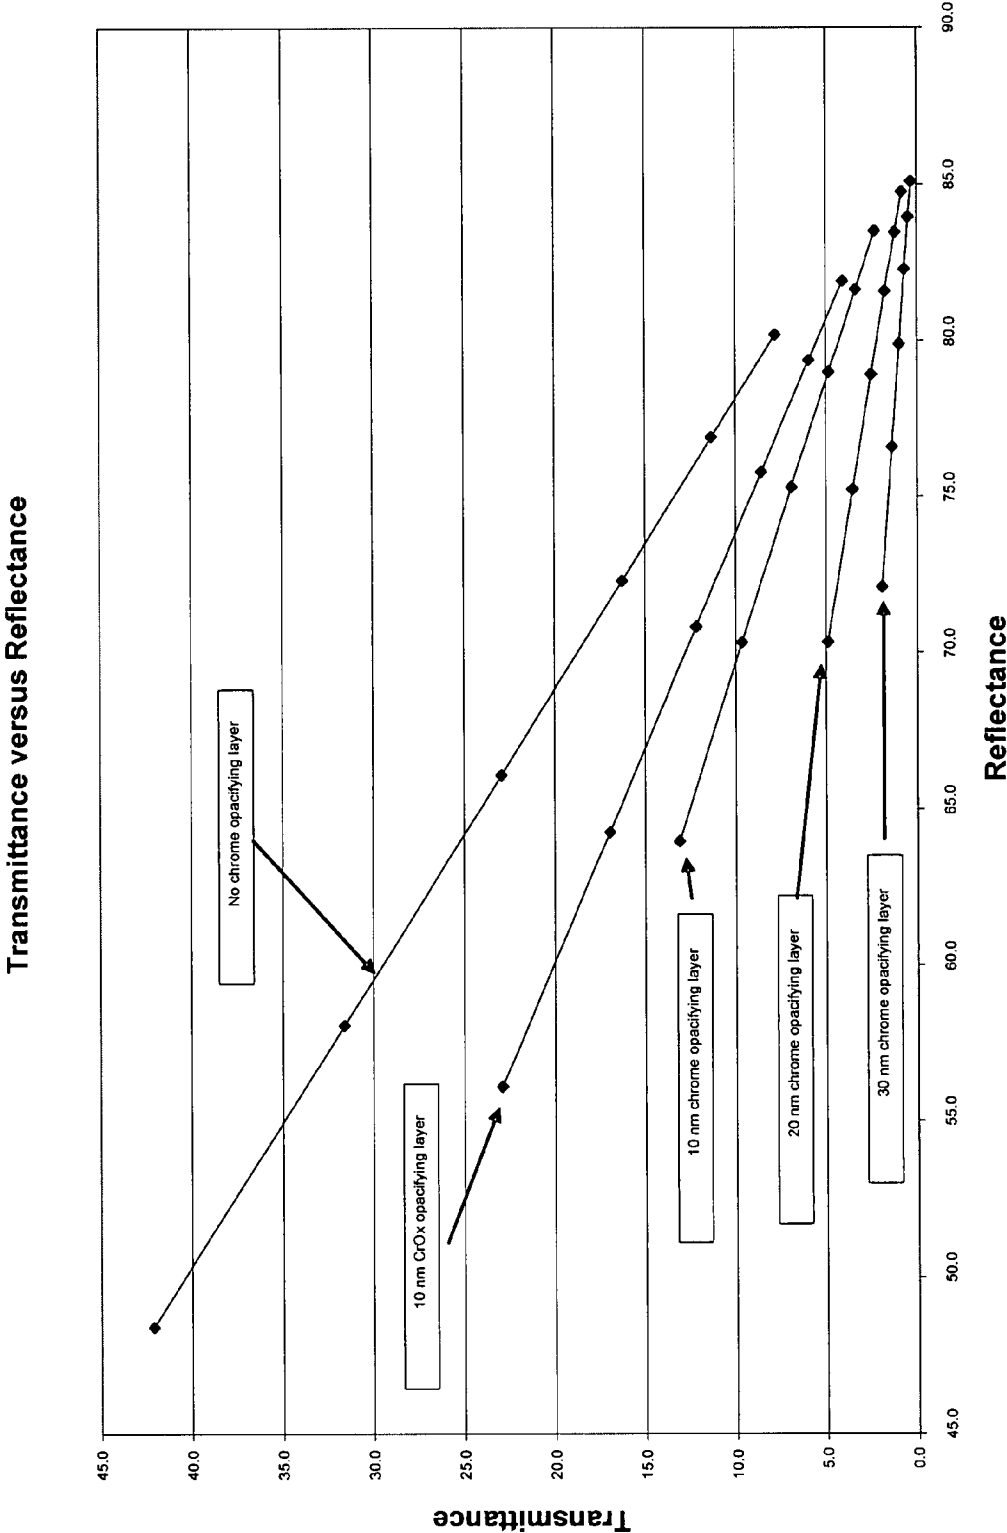 Transmittance versus Reflectance
Transmittance
45.0
40.0
35.0
30.0
25.0
20.0
15.0
10.0
5.0
0.0
No chrome opacifying layer
10 nm CrOx opacifying layer
10 nm chrome opacifying layer
20 nm chrome opacifying layer
30 nm chrome opacifying layer
45.0
50.0
55.0
60.0
65.0
70.0
75.0
80.0
85.0
90.0
Reflectance